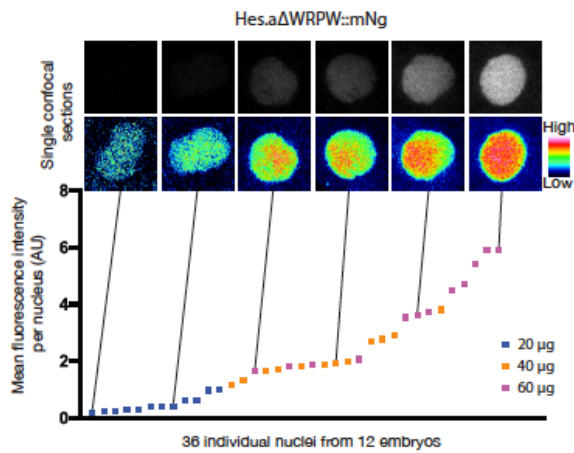 Hes.aΔWRPW::mNg
Single confocal
sections
High
Low
Mean fluorescence intensity
per nucleus (AU)
8
6
4
2
0
20 µg
40 µg
60 µg
36 individual nuclei from 12 embryos